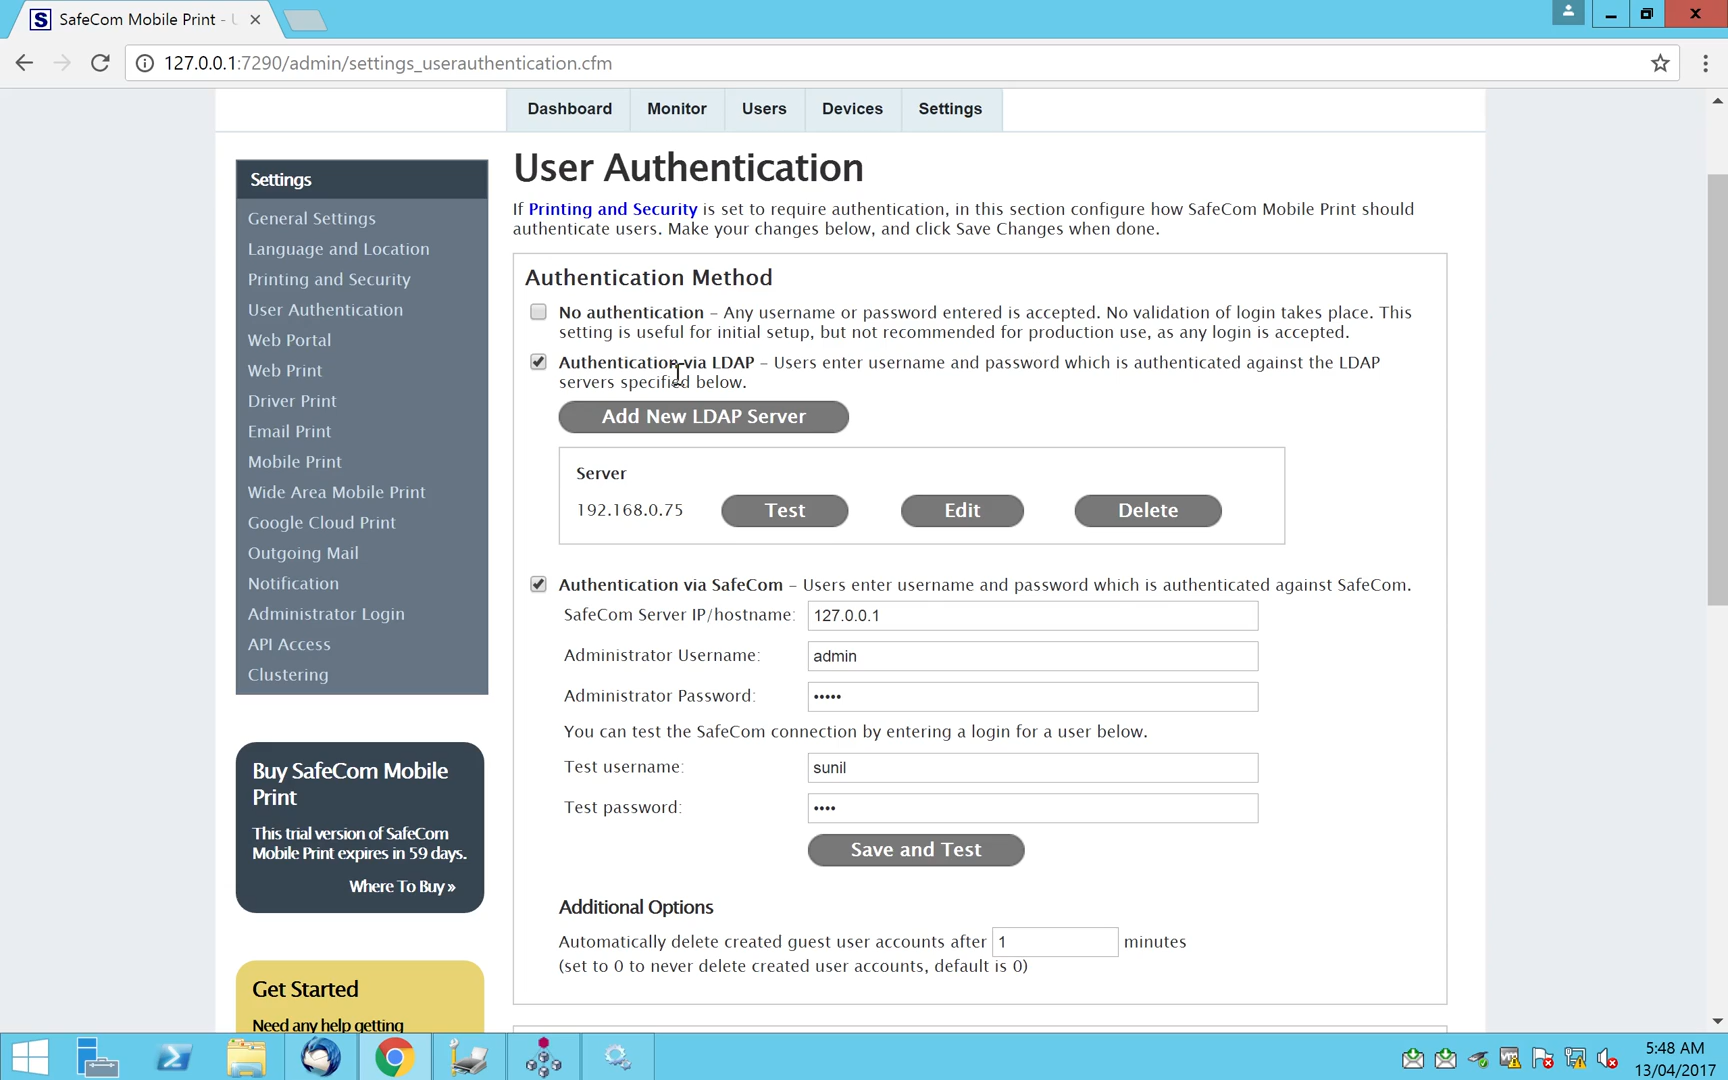 SafeCom Mobile Print - U
127.0.0.1:7290/admin/settings_userauthentication.cfm
Dashboard Monitor Users Devices Settings
Settings
General Settings
Language and Location
Printing and Security
User Authentication
Web Portal
Web Print
Driver Print
Email Print
Mobile Print
Wide Area Mobile Print
Google Cloud Print
Outgoing Mail
Notification
Administrator Login
API Access
Clustering
Buy SafeCom Mobile
Print
This trial version of SafeCom
Mobile Print expires in 59 days.
Where To Buy »
Get Started
Need any help getting
User Authentication
If Printing and Security is set to require authentication, in this section configure how SafeCom Mobile Print should
authenticate users. Make your changes below, and click Save Changes when done.
Authentication Method
No authentication – Any username or password entered is accepted. No validation of login takes place. This
setting is useful for initial setup, but not recommended for production use, as any login is accepted.
Authentication via LDAP – Users enter username and password which is authenticated against the LDAP
servers specified below.
Add New LDAP Server
Server
192.168.0.75 Test Edit Delete
Authentication via SafeCom – Users enter username and password which is authenticated against SafeCom.
SafeCom Server IP/hostname: 127.0.0.1
Administrator Username: admin
Administrator Password: •••••
You can test the SafeCom connection by entering a login for a user below.
Test username: sunil
Test password: ••••
Save and Test
Additional Options
Automatically delete created guest user accounts after 1 minutes
(set to 0 to never delete created user accounts, default is 0)
5:48 AM
13/04/2017